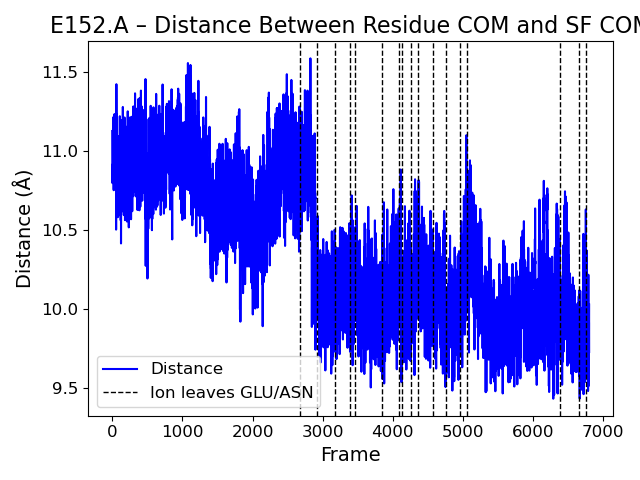 E152.A – Distance Between Residue COM and SF COM
11.5
11.0
10.5
10.0
9.5
Distance (Å)
Distance
Ion leaves GLU/ASN
0 1000 2000 3000 4000 5000 6000 7000
Frame